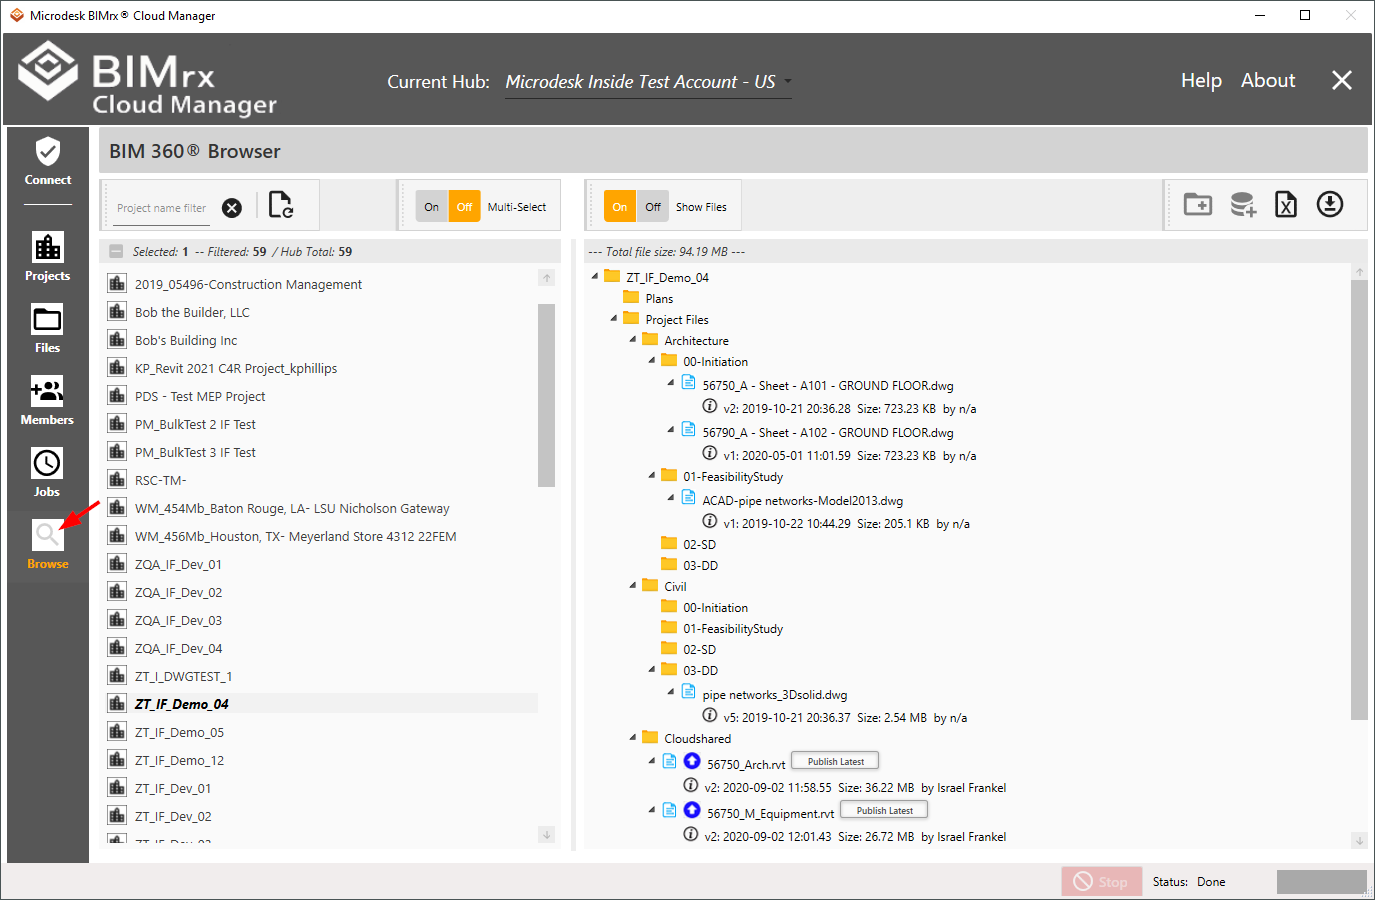 Microdesk BIMrx® Cloud Manager
BIMrx
Cloud Manager
Current Hub: Microdesk Inside Test Account - US
Help About
Connect
Projects
Files
Members
Jobs
Browse
BIM 360® Browser
Project name filter
On Off Multi-Select
On Off Show Files
Selected: 1 -- Filtered: 59 / Hub Total: 59
2019_05496-Construction Management
Bob the Builder, LLC
Bob's Building Inc
KP_Revit 2021 C4R Project_kphillips
PDS - Test MEP Project
PM_BulkTest 2 IF Test
PM_BulkTest 3 IF Test
RSC-TM-
WM_454Mb_Baton Rouge, LA- LSU Nicholson Gateway
WM_456Mb_Houston, TX- Meyerland Store 4312 22FEM
ZQA_IF_Dev_01
ZQA_IF_Dev_02
ZQA_IF_Dev_03
ZQA_IF_Dev_04
ZT_I_DWGTEST_1
ZT_IF_Demo_04
ZT_IF_Demo_05
ZT_IF_Demo_12
ZT_IF_Dev_01
ZT_IF_Dev_02
--- Total file size: 94.19 MB ---
ZT_IF_Demo_04
Plans
Project Files
Architecture
00-Initiation
56750_A - Sheet - A101 - GROUND FLOOR.dwg
v2: 2019-10-21 20:36.28 Size: 723.23 KB by n/a
56790_A - Sheet - A102 - GROUND FLOOR.dwg
v1: 2020-05-01 11:01.59 Size: 723.23 KB by n/a
01-FeasibilityStudy
ACAD-pipe networks-Model2013.dwg
v1: 2019-10-22 10:44.29 Size: 205.1 KB by n/a
02-SD
03-DD
Civil
00-Initiation
01-FeasibilityStudy
02-SD
03-DD
pipe networks_3Dsolid.dwg
v5: 2019-10-21 20:36.37 Size: 2.54 MB by n/a
Cloudshared
56750_Arch.rvt Publish Latest
v2: 2020-09-02 11:58.55 Size: 36.22 MB by Israel Frankel
56750_M_Equipment.rvt Publish Latest
v2: 2020-09-02 12:01.43 Size: 26.72 MB by Israel Frankel
Stop Status: Done